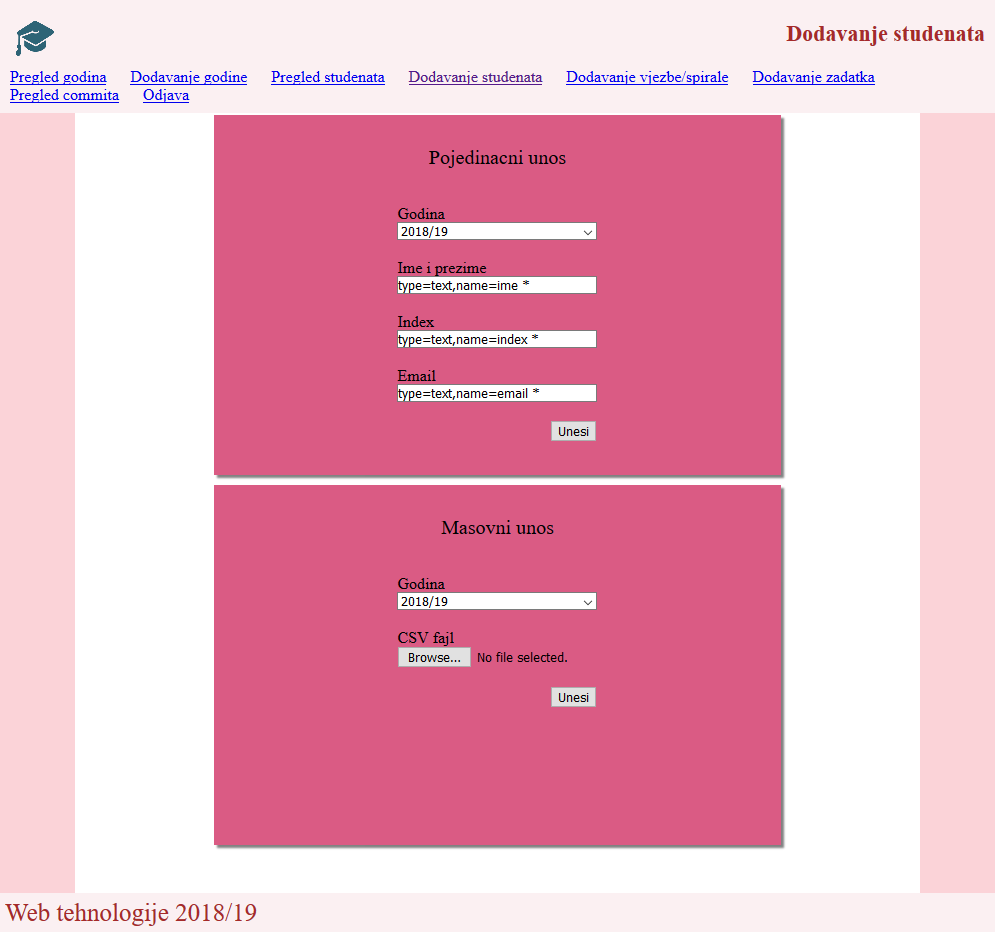 Dodavanje studenata
Pregled godina Dodavanje godine Pregled studenata Dodavanje studenata Dodavanje vjezbe/spirale Dodavanje zadatka
Pregled commita Odjava
Pojedinacni unos
Godina
2018/19
Ime i prezime
type=text,name=ime *
Index
type=text,name=index *
Email
type=text,name=email *
Unesi
Masovni unos
Godina
2018/19
CSV fajl
Browse... No file selected.
Unesi
Web tehnologije 2018/19